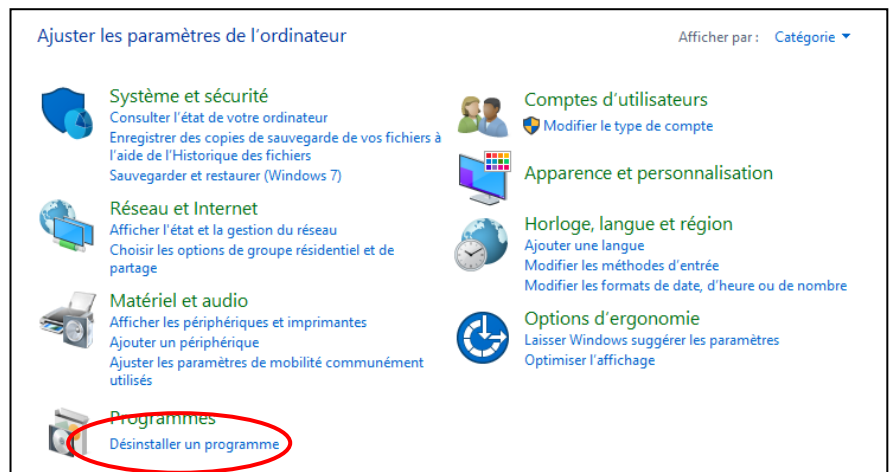 Ajuster les paramètres de l'ordinateur
Afficher par : Catégorie
Système et sécurité
Consulter l'état de votre ordinateur
Enregistrer des copies de sauvegarde de vos fichiers à
l'aide de l'Historique des fichiers
Sauvegarder et restaurer (Windows 7)
Réseau et Internet
Afficher l'état et la gestion du réseau
Choisir les options de groupe résidentiel et de
partage
Matériel et audio
Afficher les périphériques et imprimantes
Ajouter un périphérique
Ajuster les paramètres de mobilité communément
utilisés
Programmes
Désinstaller un programme
Comptes d'utilisateurs
Modifier le type de compte
Apparence et personnalisation
Horloge, langue et région
Ajouter une langue
Modifier les méthodes d'entrée
Modifier les formats de date, d'heure ou de nombre
Options d'ergonomie
Laisser Windows suggérer les paramètres
Optimiser l'affichage